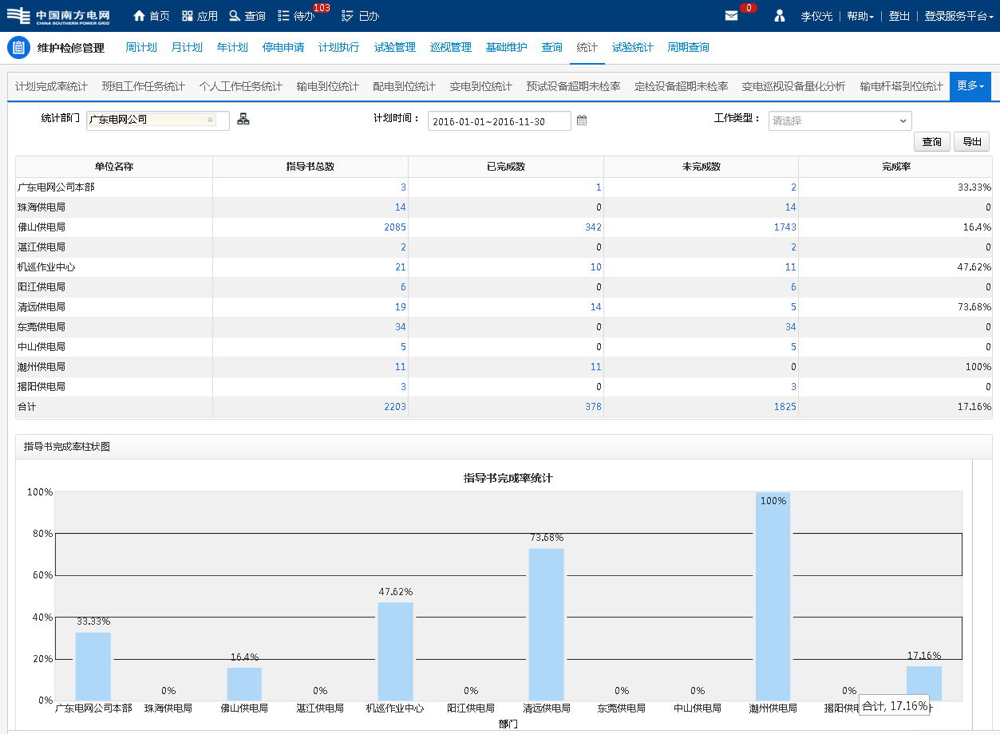 中国南方电网 首页 应用 查询 待办 103 已办 0 李仪光 帮助 登出 登录服务平台
CHINA SOUTHERN POWER GRID
维护检修管理 周计划 月计划 年计划 停电申请 计划执行 试验管理 巡视管理 基础维护 查询 统计 试验统计 周期查询
计划完成率统计 班组工作任务统计 个人工作任务统计 输电到位统计 配电到位统计 变电到位统计 预试设备超期未检率 定检设备超期未检率 变电巡视设备量化分析 输电杆塔到位统计 更多
统计部门 广东电网公司 计划时间： 2016-01-01~2016-11-30 工作类型： 请选择
查询 导出
单位名称 指导书总数 已完成数 未完成数 完成率
广东电网公司本部 3 1 2 33.33%
珠海供电局 14 0 14 0
佛山供电局 2085 342 1743 16.4%
湛江供电局 2 0 2 0
机巡作业中心 21 10 11 47.62%
阳江供电局 6 0 6 0
清远供电局 19 14 5 73.68%
东莞供电局 34 0 34 0
中山供电局 5 0 5 0
潮州供电局 11 11 0 100%
揭阳供电局 3 0 3 0
合计 2203 378 1825 17.16%
指导书完成率柱状图
指导书完成率统计
100%
80%
60%
40%
20%
0%
33.33% 0% 16.4% 0% 47.62% 0% 73.68% 0% 0% 100% 0% 17.16%
广东电网公司本部 珠海供电局 佛山供电局 湛江供电局 机巡作业中心 阳江供电局 清远供电局 东莞供电局 中山供电局 潮州供电局 揭阳供电
合计, 17.16%
部门